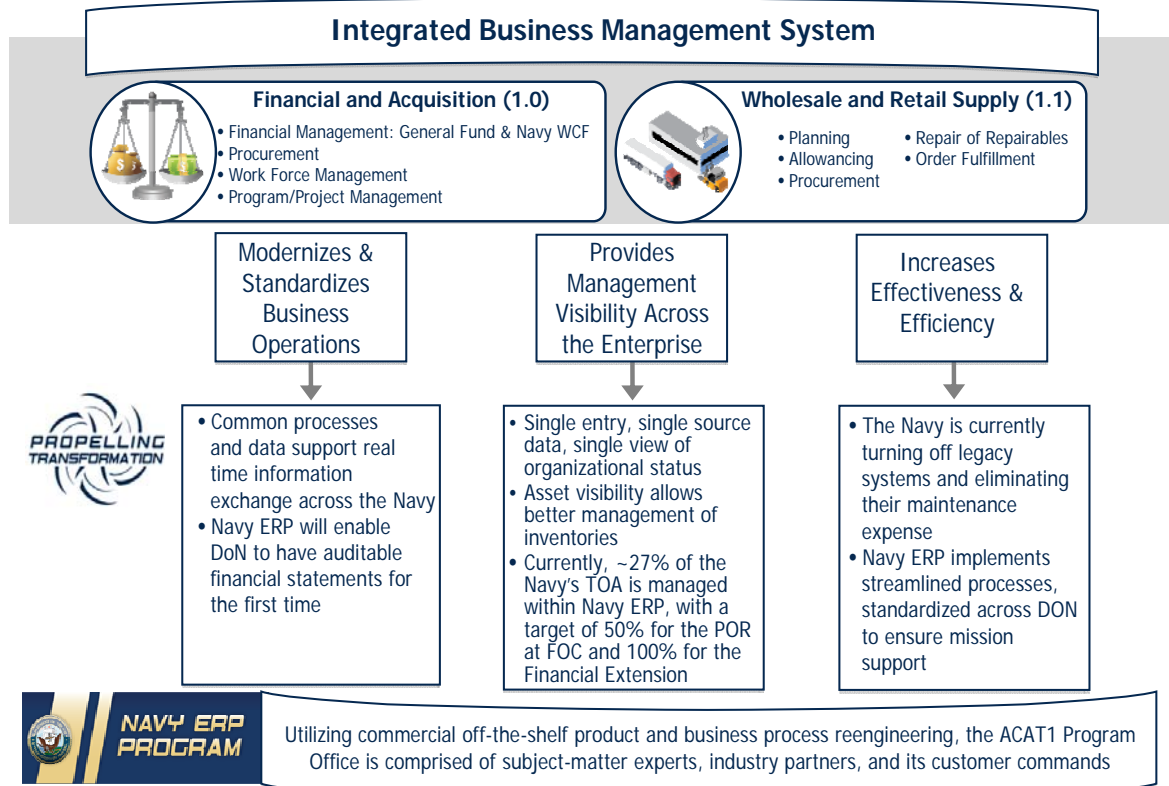 Integrated Business Management System
Financial and Acquisition (1.0)
• Financial Management: General Fund & Navy WCF
• Procurement
• Work Force Management
• Program/Project Management
$ $
Wholesale and Retail Supply (1.1)
• Planning
• Allowancing
• Procurement
• Repair of Repairables
• Order Fulfillment
Modernizes &
Standardizes
Business
Operations
Provides
Management
Visibility Across
the Enterprise
Increases
Effectiveness &
Efficiency
PROPELLING
TRANSFORMATION
• Common processes
and data support real
time information
exchange across the Navy
• Navy ERP will enable
DoN to have auditable
financial statements for
the first time
• Single entry, single source
data, single view of
organizational status
• Asset visibility allows
better management of
inventories
• Currently, ~27% of the
Navy's TOA is managed
within Navy ERP, with a
target of 50% for the POR
at FOC and 100% for the
Financial Extension
• The Navy is currently
turning off legacy
systems and eliminating
their maintenance
expense
• Navy ERP implements
streamlined processes,
standardized across DON
to ensure mission
support
NAVY ERP
PROGRAM
Utilizing commercial off-the-shelf product and business process reengineering, the ACAT1 Program
Office is comprised of subject-matter experts, industry partners, and its customer commands